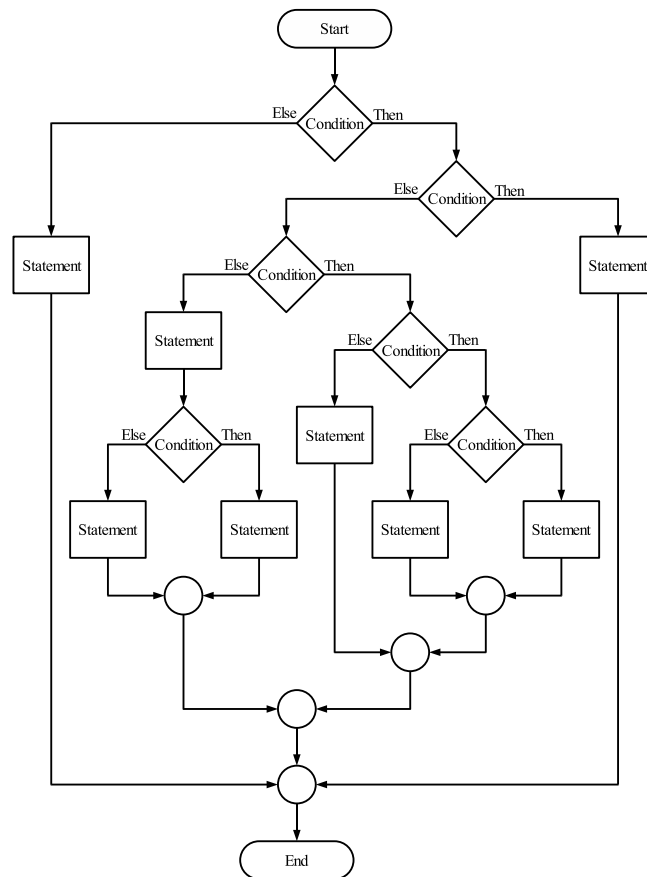 Start
Else
Then
Condition
Else
Then
Condition
Statement
Statement
Else
Then
Condition
Statement
Else
Then
Condition
Else
Then
Condition
Statement
Else
Then
Condition
Statement
Statement
Statement
Statement
End